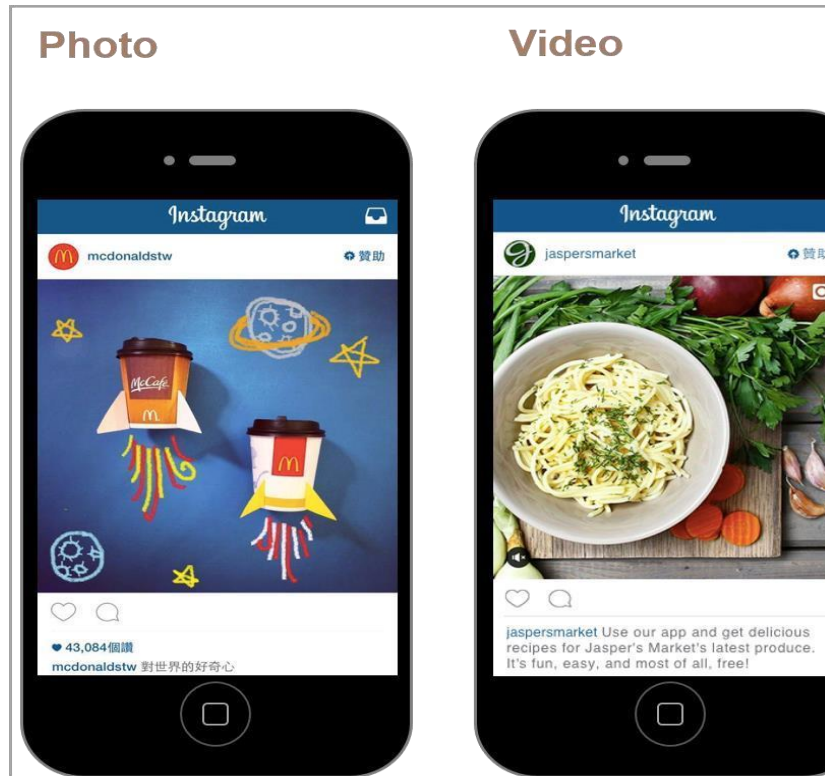 Photo
Video
Instagram
mcdonaldstw
贊助
McCafé
43,084個讚
mcdonaldstw 對世界的好奇心
Instagram
jaspersmarket
贊助
jaspersmarket Use our app and get delicious
recipes for Jasper's Market's latest produce.
It's fun, easy, and most of all, free!